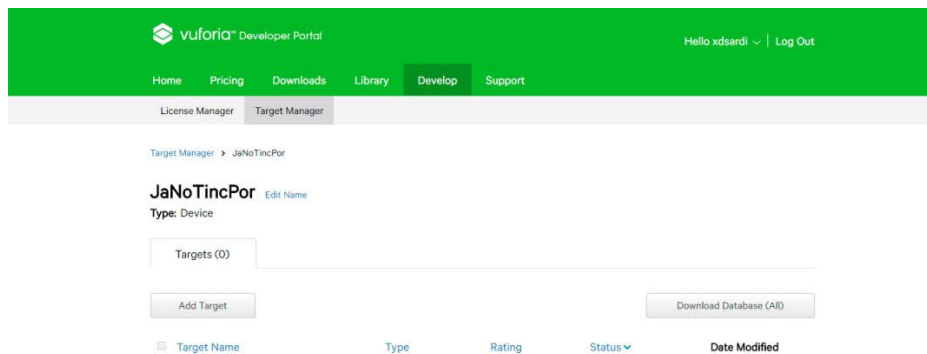 vuforia™ Developer Portal
Hello xdsardi | Log Out
Home Pricing Downloads Library Develop Support
License Manager Target Manager
Target Manager > JaNoTincPor
JaNoTincPor Edit Name
Type: Device
Targets (0)
Add Target Download Database (All)
Target Name Type Rating Status Date Modified